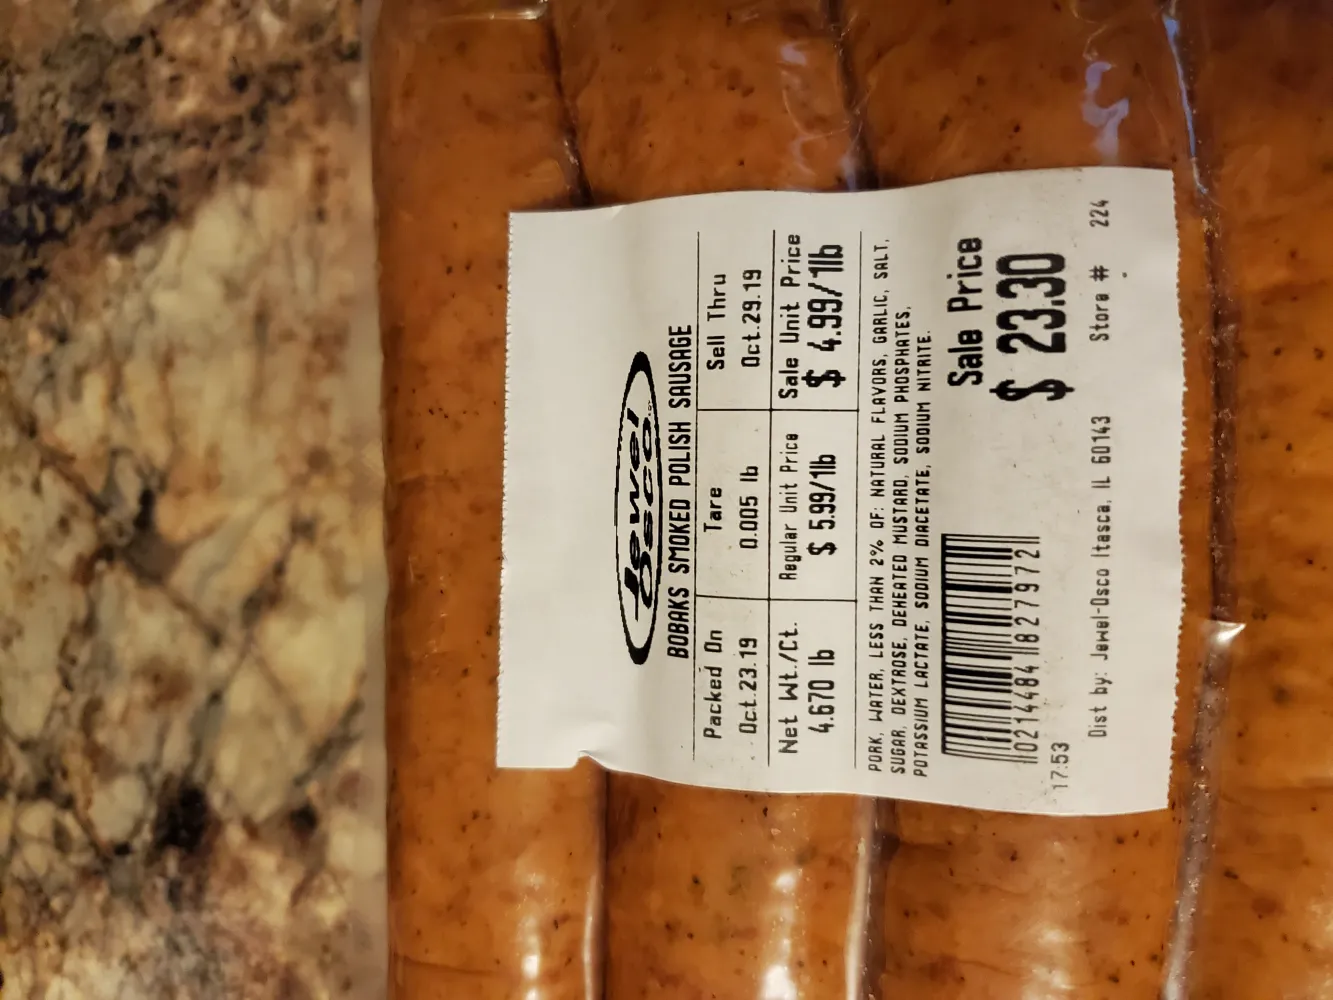 Jewel
Osco
BOBAKS SMOKED POLISH SAUSAGE
Packed On Tare Sell Thru
Oct.23.19 0.005 lb Oct.29.19
Net Wt./Ct. Regular Unit Price Sale Unit Price
4.670 lb $ 5.99/1lb $ 4.99/1lb
PORK, WATER, LESS THAN 2% OF: NATURAL FLAVORS, GARLIC, SALT,
SUGAR, DEXTROSE, DEHEATED MUSTARD, SODIUM PHOSPHATES,
POTASSIUM LACTATE, SODIUM DIACETATE, SODIUM NITRITE.
Sale Price
$ 23.30
0214484182797 2
17:53
Dist by: Jewel-Osco Itasca, IL 60143 Store # 224